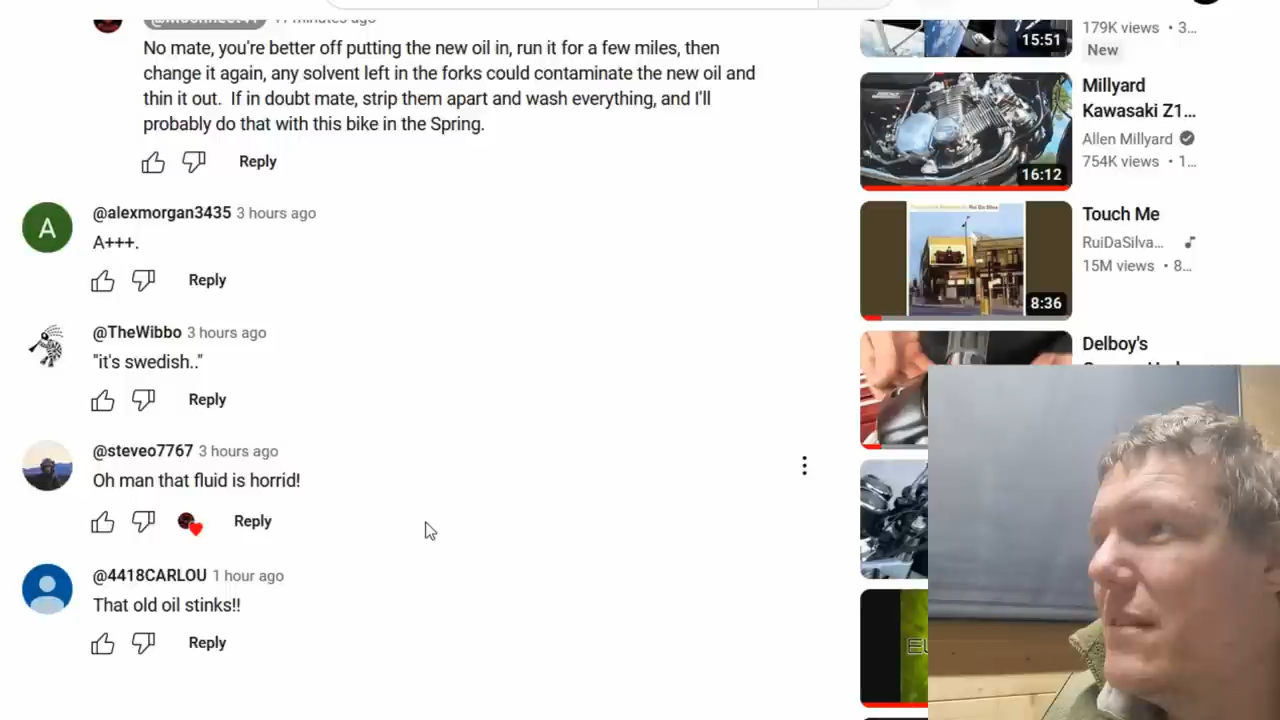 No mate, you're better off putting the new oil in, run it for a few miles, then
change it again, any solvent left in the forks could contaminate the new oil and
thin it out.  If in doubt mate, strip them apart and wash everything, and I'll
probably do that with this bike in the Spring.
Reply
@alexmorgan3435 3 hours ago
A+++.
Reply
@TheWibbo 3 hours ago
"it's swedish.."
Reply
@steveo7767 3 hours ago
Oh man that fluid is horrid!
Reply
@4418CARLOU 1 hour ago
That old oil stinks!!
Reply
15:51
179K views • 3...
New
16:12
Millyard
Kawasaki Z1...
Allen Millyard
754K views • 1...
8:36
Touch Me
RuiDaSilva...
15M views • 8...
Delboy's